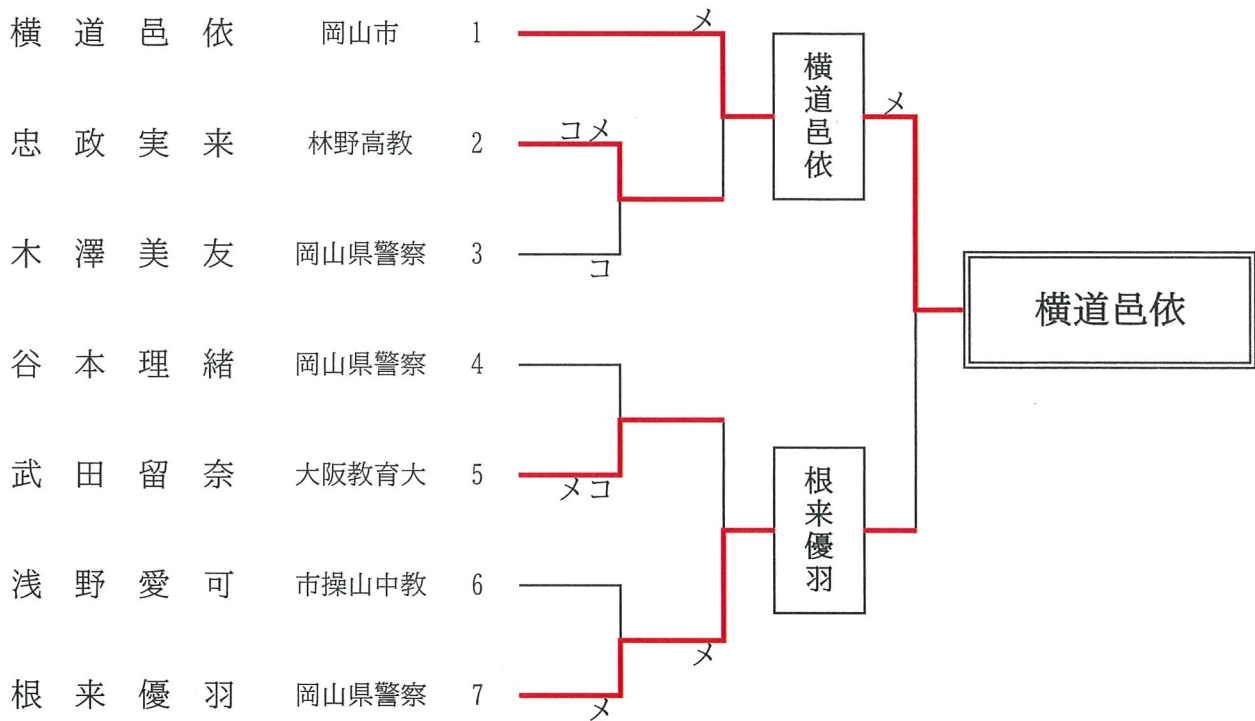 メ
横道邑依 岡山市 1
横道邑依
メ
コメ
忠政実来 林野高教 2
木澤美友 岡山県警察 3
コ
横道邑依
谷本理緒 岡山県警察 4
武田留奈 大阪教育大 5
メコ
根来優羽
浅野愛可 市操山中教 6
メ
根来優羽 岡山県警察 7
メ